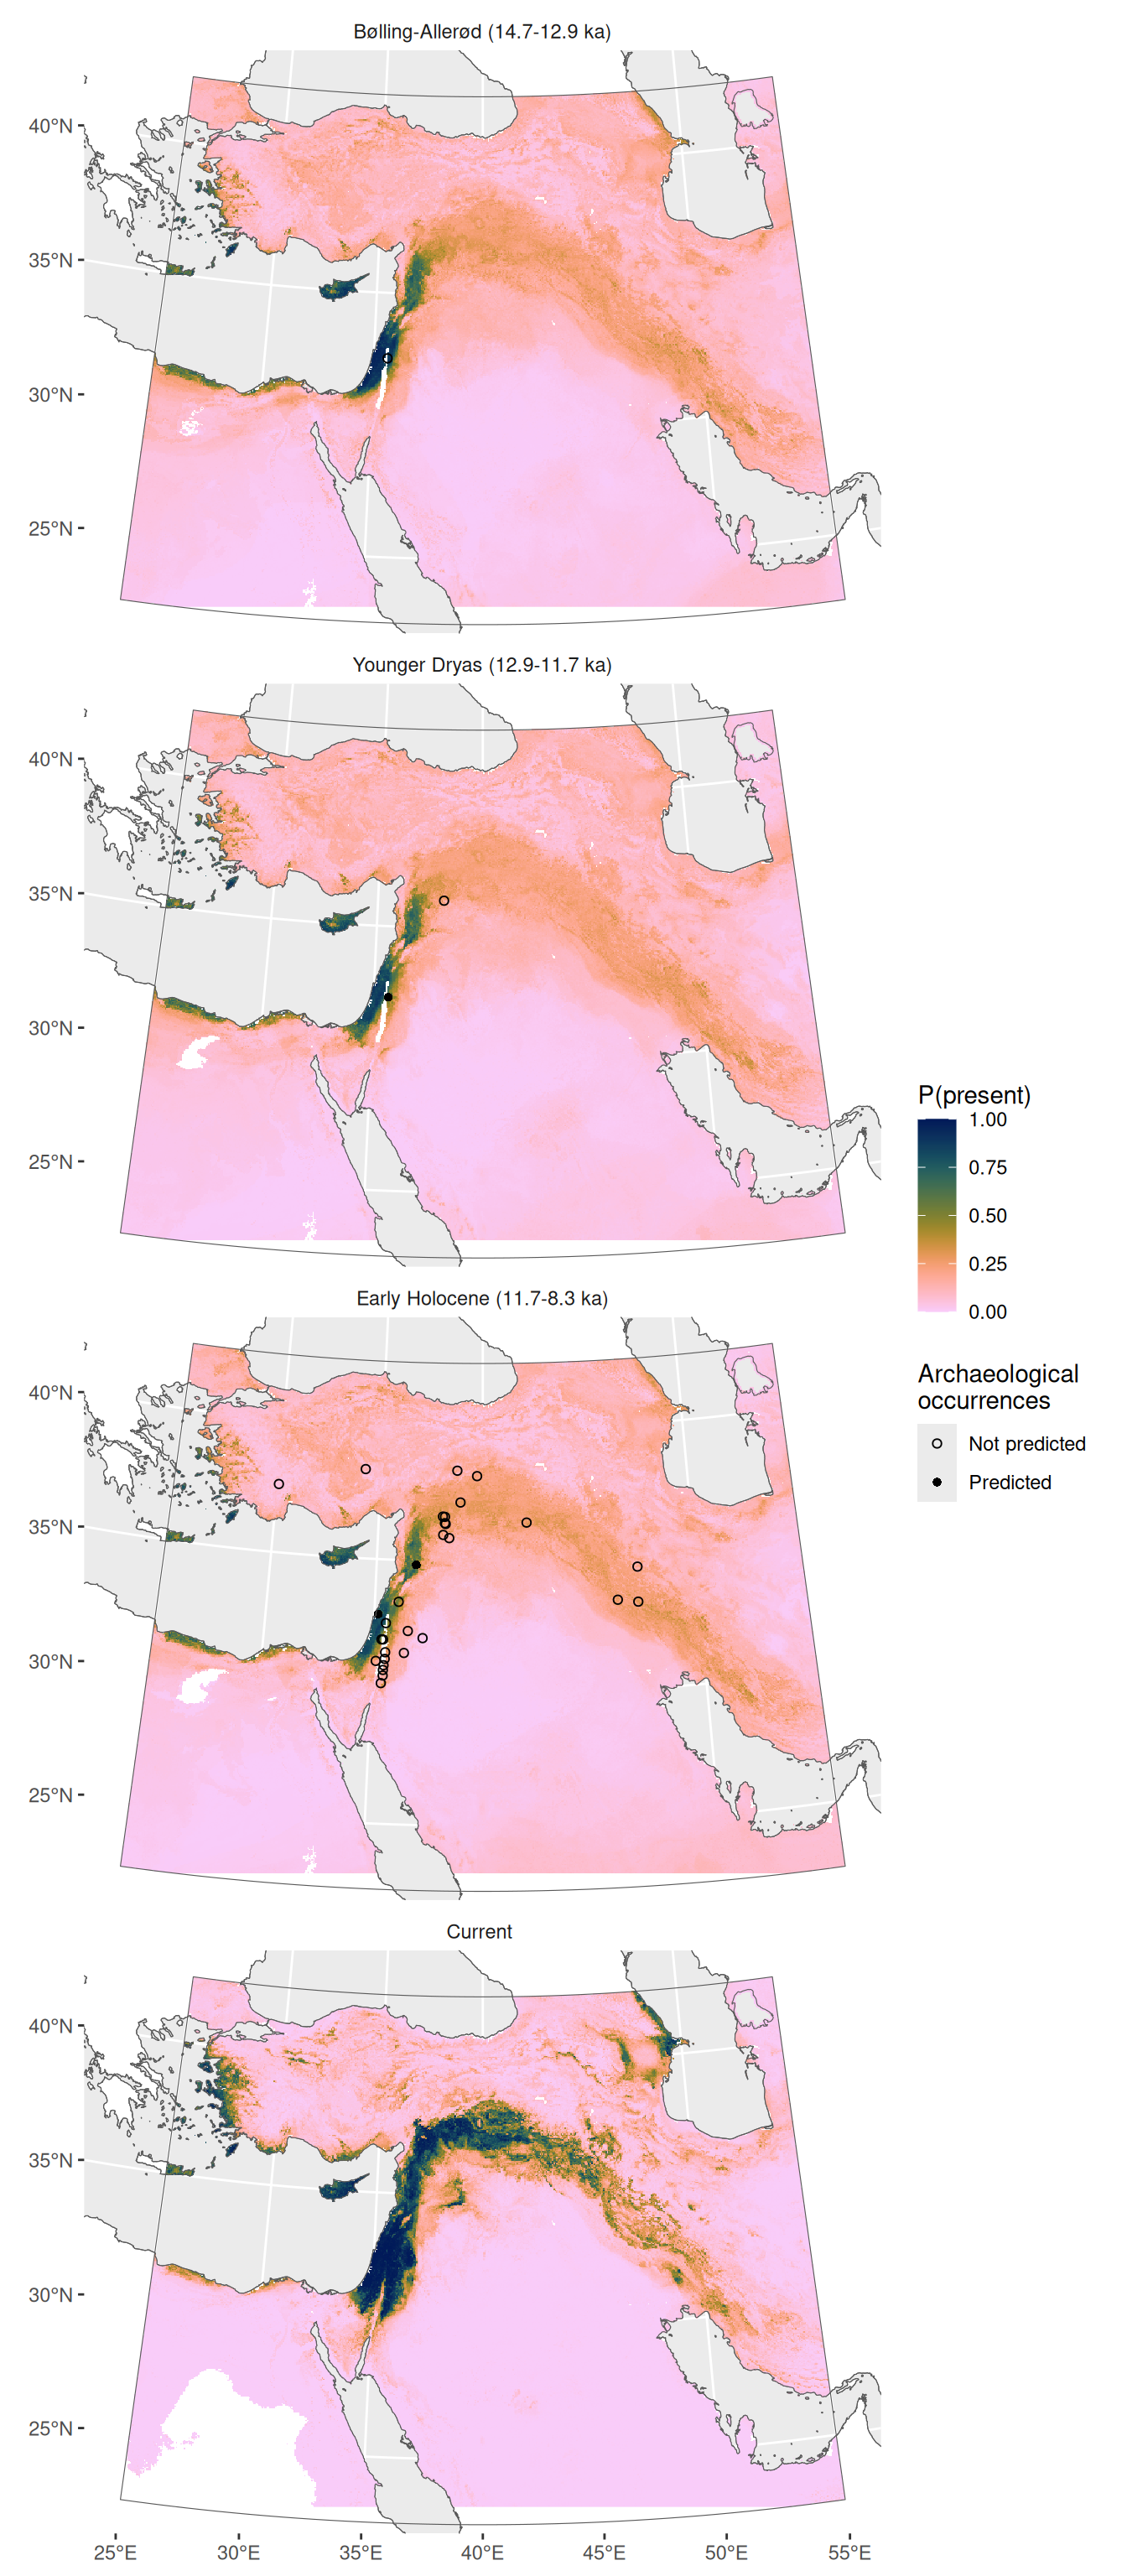 Bølling-Allerød (14.7-12.9 ka)
40°N
35°N
30°N
25°N
Younger Dryas (12.9-11.7 ka)
40°N
35°N
30°N
25°N
P(present)
1.00
0.75
0.50
0.25
0.00
Early Holocene (11.7-8.3 ka)
40°N
35°N
30°N
25°N
Archaeological
occurrences
Not predicted
Predicted
Current
40°N
35°N
30°N
25°N
25°E 30°E 35°E 40°E 45°E 50°E 55°E